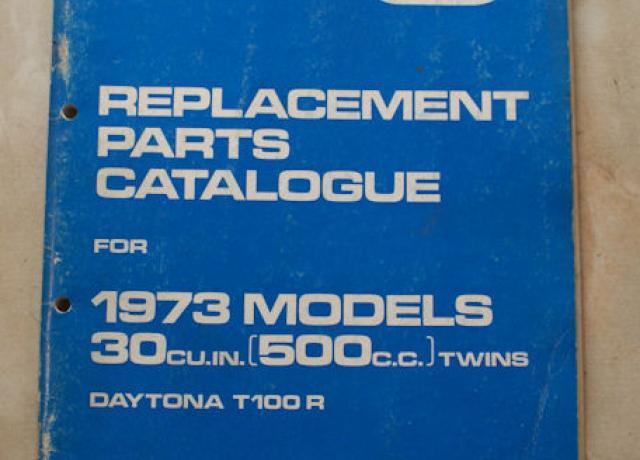 REPLACEMENT
PARTS
CATALOGUE
FOR
1973 MODELS
30CU.IN.(500C.C.)TWINS
DAYTONA T100 R